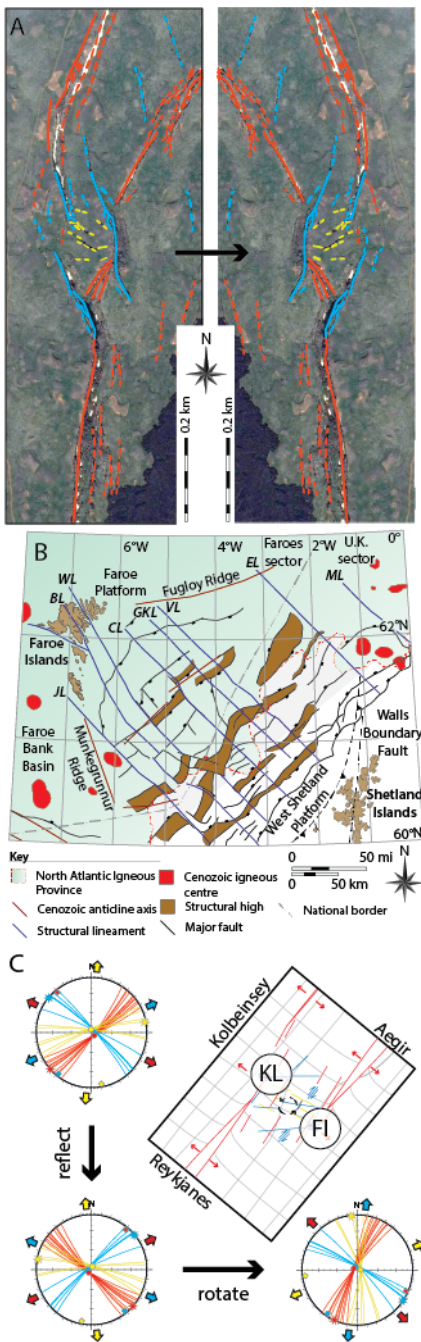 A
N
0.2 km
0.2 km
B
6°W
4°W
Faroes sector
2°W
U.K. sector
0°
WL
BL
Faroe Platform
Fugloy Ridge
EL
ML
GKL
VL
CL
62°N
Faroe Islands
JL
Faroe Bank Basin
Munkegrunnur Ridge
Walls Boundary Fault
West Shetland Platform
Shetland Islands
60°N
Key
0 50 mi
0 50 km
N
North Atlantic Igneous Province
Cenozoic igneous centre
Cenozoic anticline axis
Structural high
National border
Structural lineament
Major fault
C
N
Kolbeinsey
Aegir
KL
FI
Reykjanes
reflect
N
N
rotate